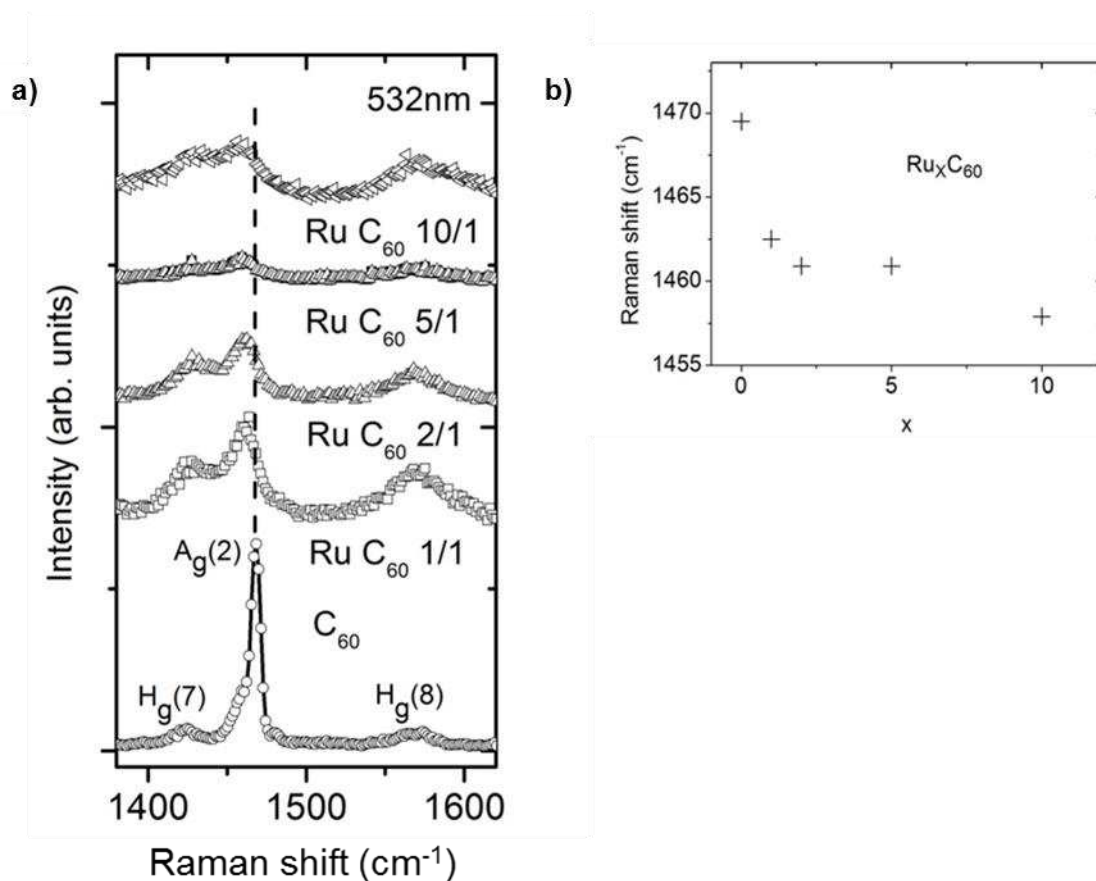 a)
532nm
Ru C60 10/1
Ru C60 5/1
Ru C60 2/1
Ag(2)
Ru C60 1/1
C60
Hg(7)
Hg(8)
Intensity (arb. units)
1400 1500 1600
Raman shift (cm-1)
b)
1470
1465
1460
1455
Raman shift (cm-1)
RuXC60
0 5 10
x